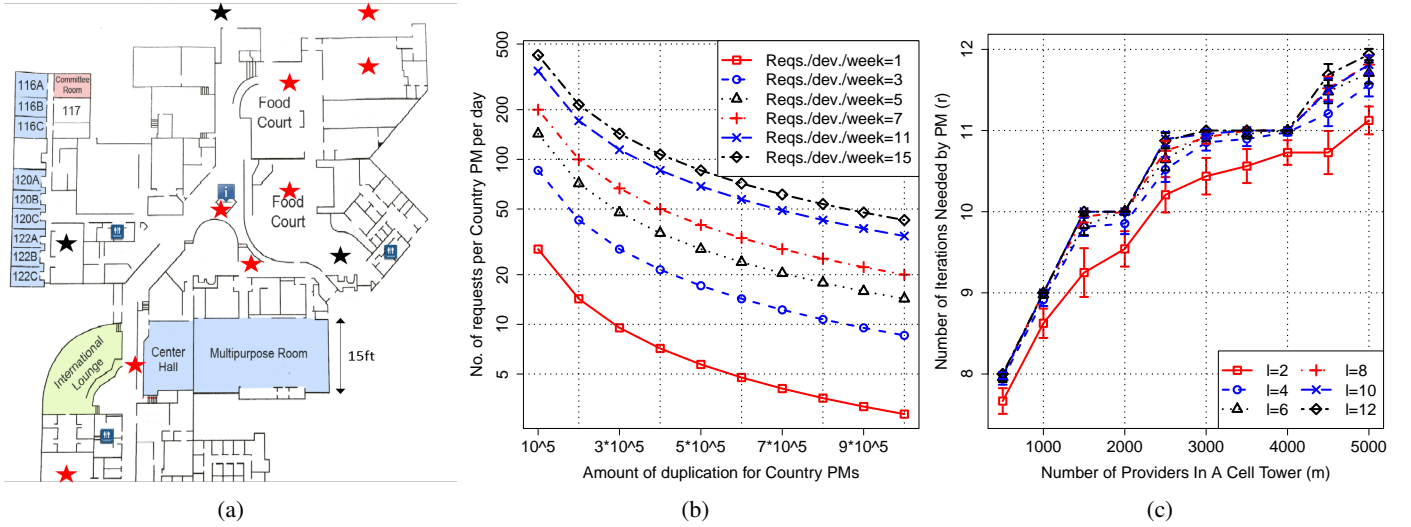 116A
Committee
Room
116B
117
116C
Food
Court
120A
120B
120C
i
Food
Court
122A
122B
122C
International
Lounge
Center
Hall
Multipurpose Room
15ft
(a)
No. of requests per Country PM per day
500
200
100
50
20
10
5
Reqs./dev./week=1
Reqs./dev./week=3
Reqs./dev./week=5
Reqs./dev./week=7
Reqs./dev./week=11
Reqs./dev./week=15
10^5
3*10^5
5*10^5
7*10^5
9*10^5
Amount of duplication for Country PMs
(b)
Number of Iterations Needed by PM (r)
12
11
10
9
8
l=2
l=4
l=6
l=8
l=10
l=12
1000
2000
3000
4000
5000
Number of Providers In A Cell Tower (m)
(c)